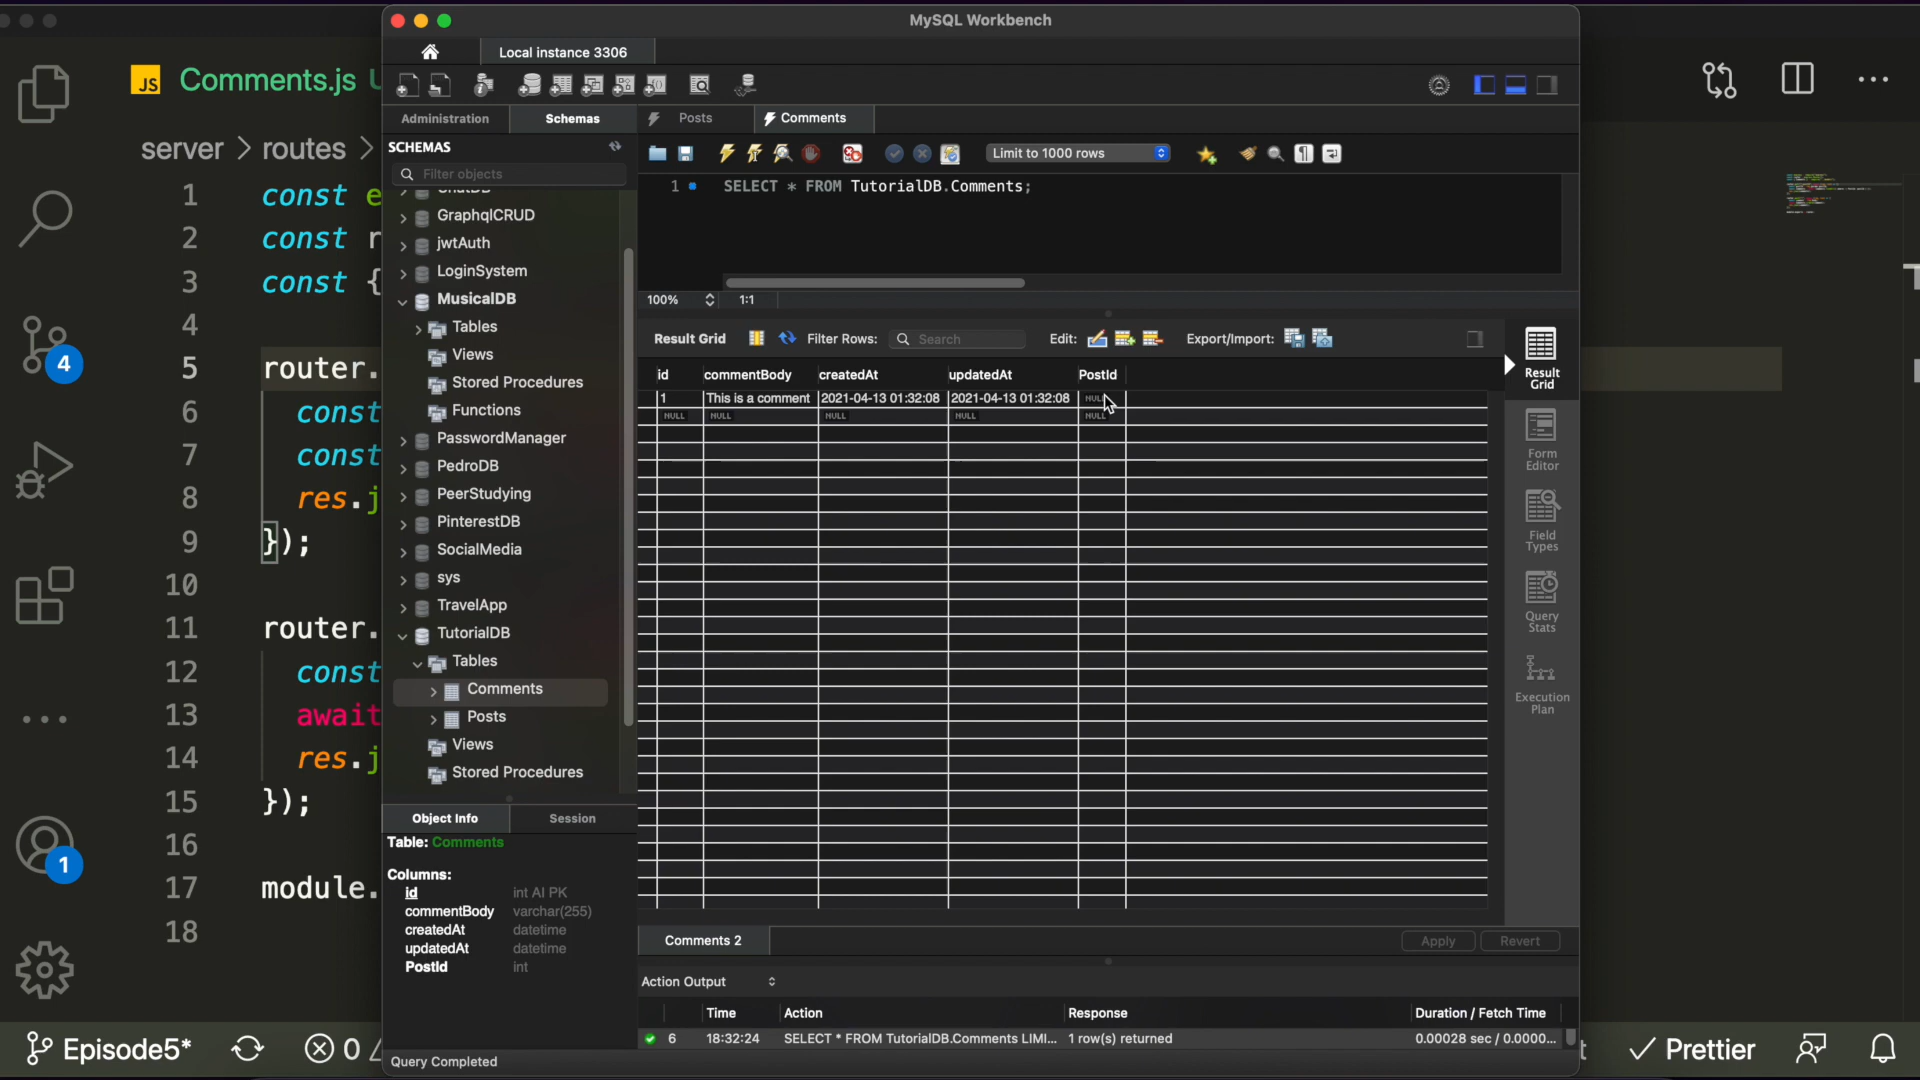 MySQL Workbench
Local instance 3306
JS Comments.js U
Administration
Schemas
Posts
Comments
server > routes >
SCHEMAS
Filter objects
Limit to 1000 rows
1 SELECT * FROM TutorialDB.Comments;
100%
1:1
ChatDB
GraphqlCRUD
jwtAuth
LoginSystem
MusicalDB
Tables
Views
Stored Procedures
Functions
PasswordManager
PedroDB
PeerStudying
PinterestDB
SocialMedia
sys
TravelApp
TutorialDB
Tables
Comments
Posts
Views
Stored Procedures
1 const e
2 const r
3 const {
4
5 router.
6 const
7 const
8 res.j
9 });
10
11 router.
12 const
13 await
14 res.j
15 });
16
17 module.
18
4
1
Result Grid
Filter Rows:
Search
Edit:
Export/Import:
id commentBody createdAt updatedAt PostId
1 This is a comment 2021-04-13 01:32:08 2021-04-13 01:32:08 NULL
NULL NULL NULL NULL NULL
Result
Grid
Form
Editor
Field
Types
Query
Stats
Execution
Plan
Object Info
Session
Table: Comments
Columns:
id int AI PK
commentBody varchar(255)
createdAt datetime
updatedAt datetime
PostId int
Comments 2
Apply
Revert
Action Output
Time Action Response Duration / Fetch Time
6 18:32:24 SELECT * FROM TutorialDB.Comments LIMI... 1 row(s) returned 0.00028 sec / 0.0000...
Query Completed
Episode5*
0
Prettier